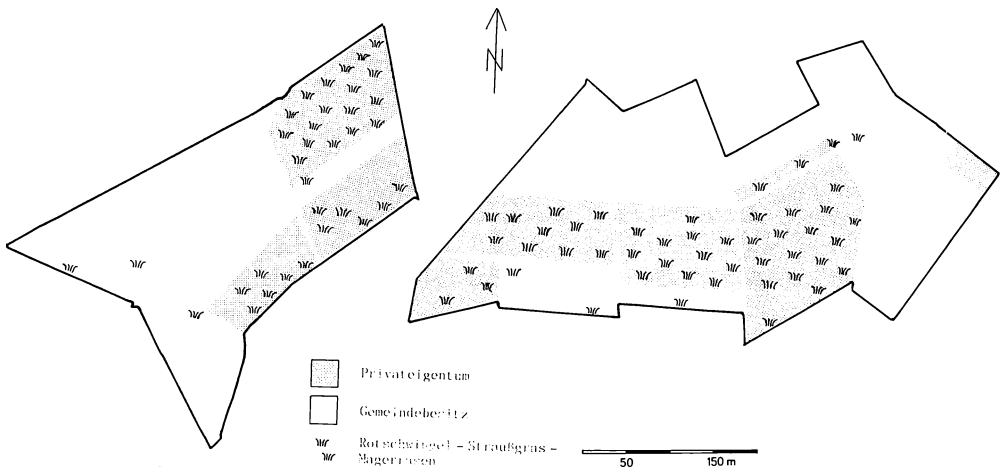 N
Privateigentum
Gemeindebesitz
Rotschwingel - Straußgras -
Magerrasen
50 150 m